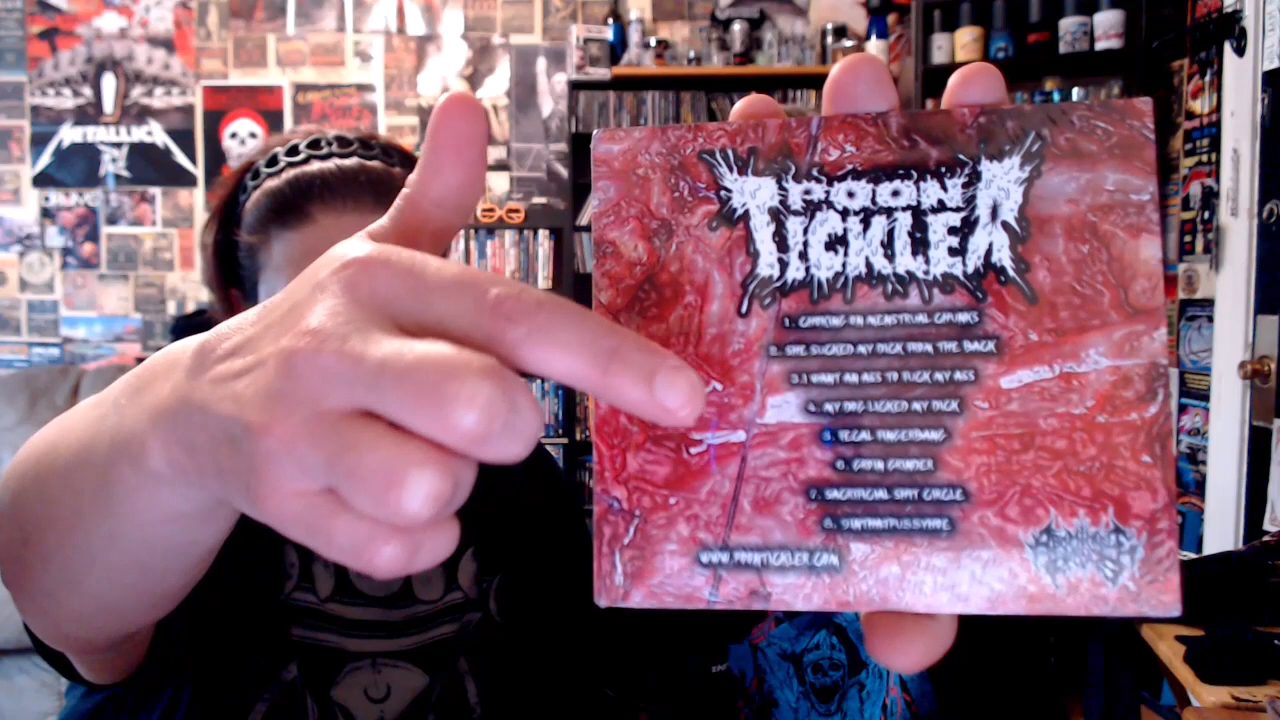 METALLICA
POON
TICKLER
1. CHOKING ON MENSTRUAL CHUNKS
2. SHE SUCKED MY DICK FROM THE BACK
3. I WANT AN ASS TO FUCK MY ASS
4. MY DOG LICKED MY DICK
5. FECAL FINGERBANG
6. GROIN GRINDER
7. SACRIFICIAL SHIT CIRCLE
8. 9INTHATPUSSYHOE
WWW.POONTICKLER.COM